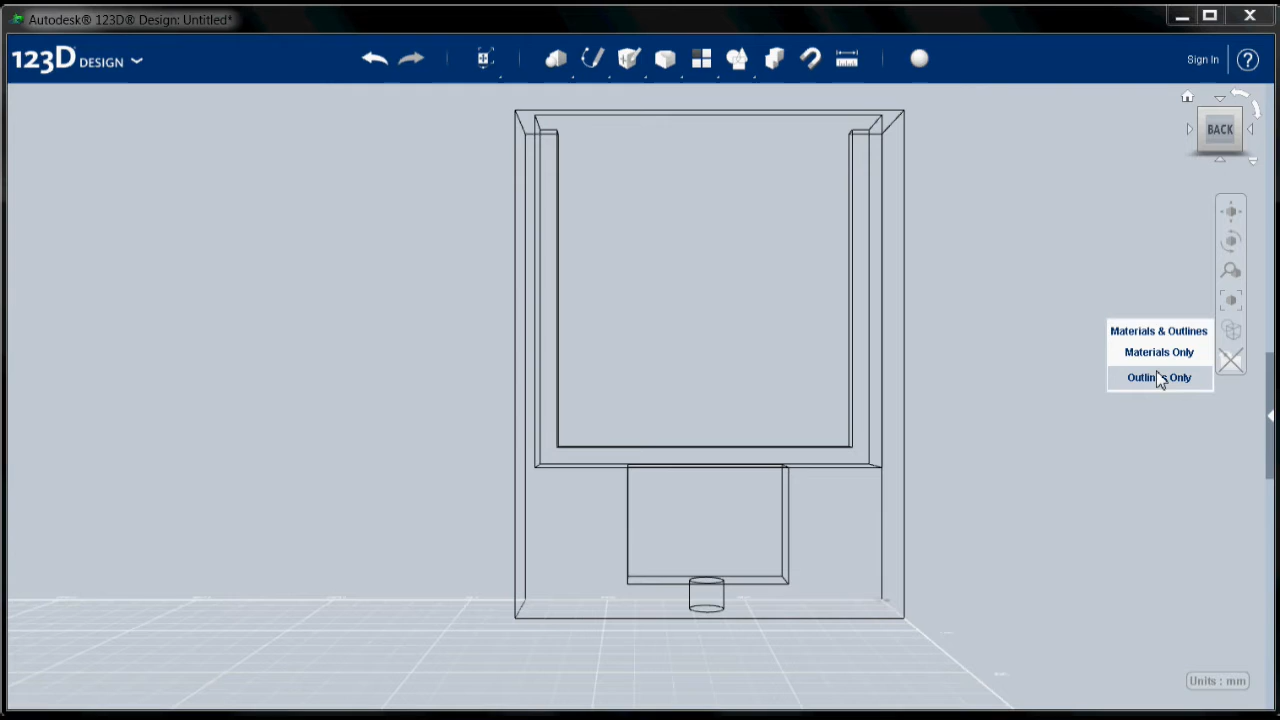 Autodesk® 123D® Design: Untitled*
123D DESIGN
Sign In
?
BACK
Materials & Outlines
Materials Only
Outlines Only
Units : mm